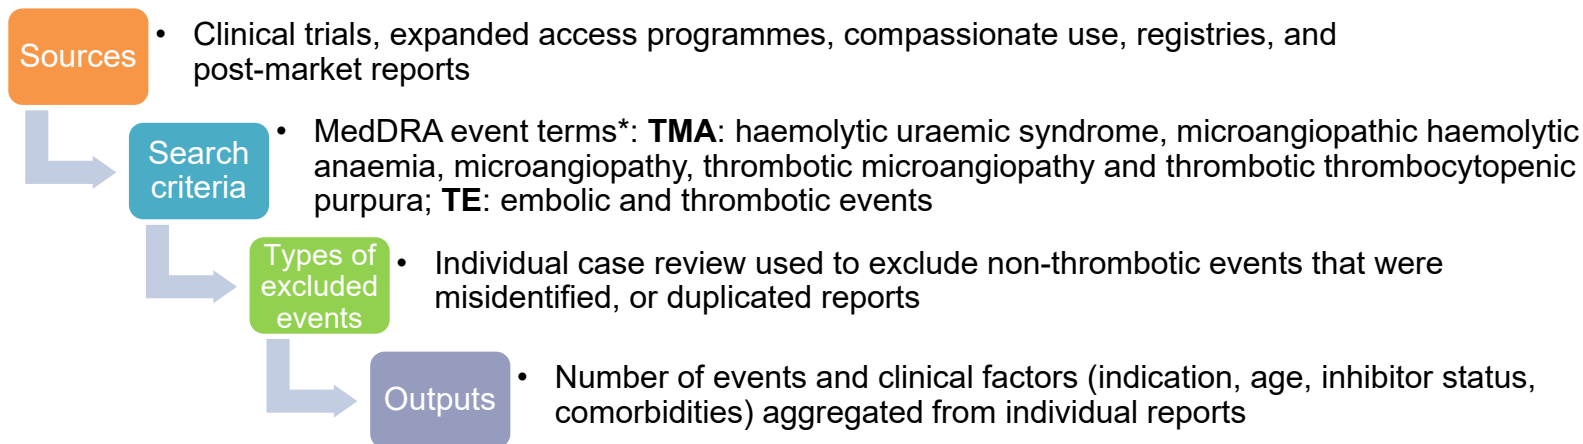 Sources
• Clinical trials, expanded access programmes, compassionate use, registries, and
post-market reports
Search
criteria
• MedDRA event terms*: TMA: haemolytic uraemic syndrome, microangiopathic haemolytic
anaemia, microangiopathy, thrombotic microangiopathy and thrombotic thrombocytopenic
purpura; TE: embolic and thrombotic events
Types of
excluded
events
• Individual case review used to exclude non-thrombotic events that were
misidentified, or duplicated reports
Outputs
• Number of events and clinical factors (indication, age, inhibitor status,
comorbidities) aggregated from individual reports